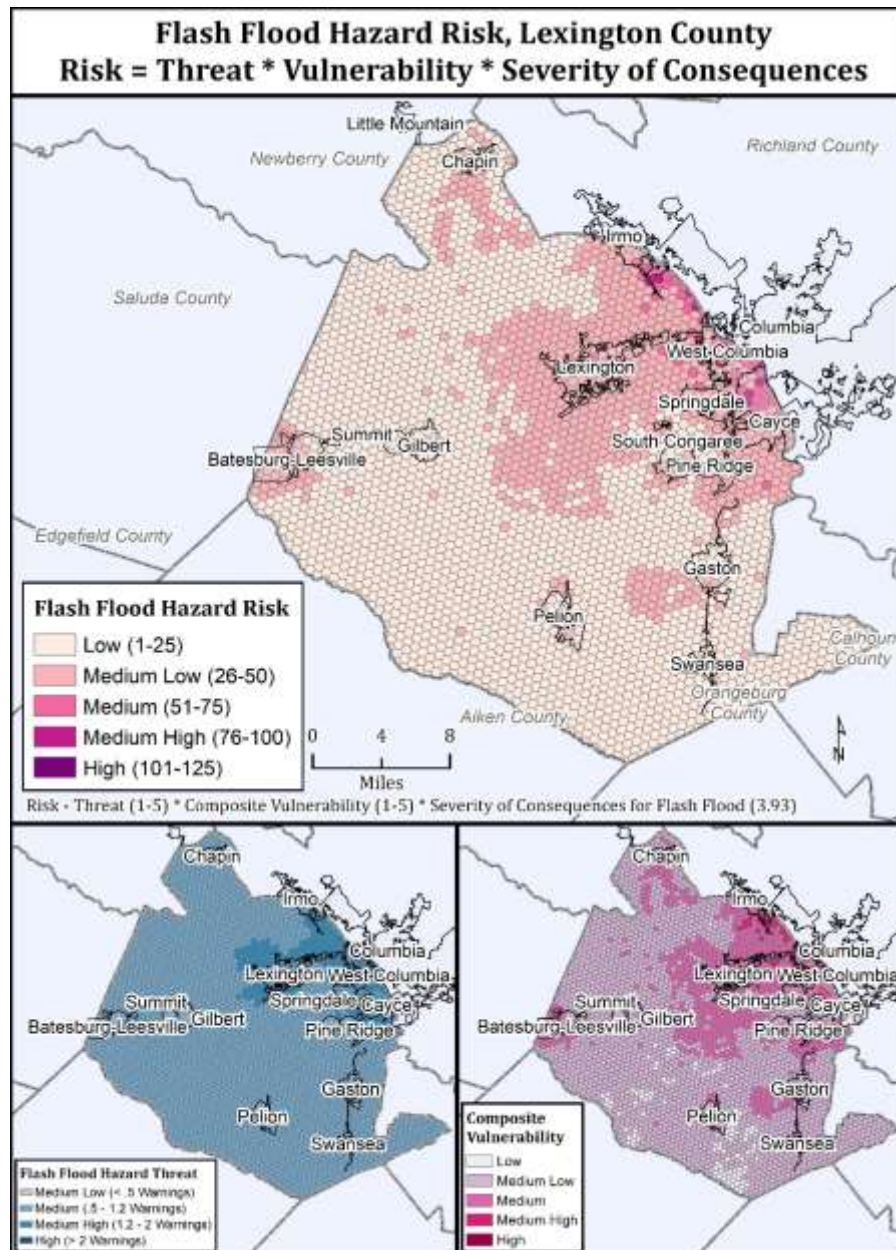 Flash Flood Hazard Risk, Lexington County
Risk = Threat * Vulnerability * Severity of Consequences
Little Mountain
Newberry County
Richland County
Chapin
Irmo
Saluda County
Columbia
West Columbia
Lexington
Springdale
Cayce
Summit
Gilbert
South Congaree
Batesburg-Leesville
Pine Ridge
Edgefield County
Gaston
Flash Flood Hazard Risk
Low (1-25)
Medium Low (26-50)
Medium (51-75)
Medium High (76-100)
High (101-125)
Pelion
Calhoun
County
Swansea
Orangeburg
County
Aiken County
0 4 8
Miles
N
Risk - Threat (1-5) * Composite Vulnerability (1-5) * Severity of Consequences for Flash Flood (3.93)
Chapin
Irmo
Columbia
Lexington
West Columbia
Summit
Springdale
Cayce
Batesburg-Leesville
Gilbert
Pine Ridge
Gaston
Pelion
Swansea
Flash Flood Hazard Threat
Medium Low (< .5 Warnings)
Medium (.5 - 1.2 Warnings)
Medium High (1.2 - 2 Warnings)
High (> 2 Warnings)
Chapin
Irmo
Columbia
Lexington
West Columbia
Summit
Springdale
Cayce
Batesburg-Leesville
Gilbert
Pine Ridge
Gaston
Pelion
Swansea
Composite
Vulnerability
Low
Medium Low
Medium
Medium High
High